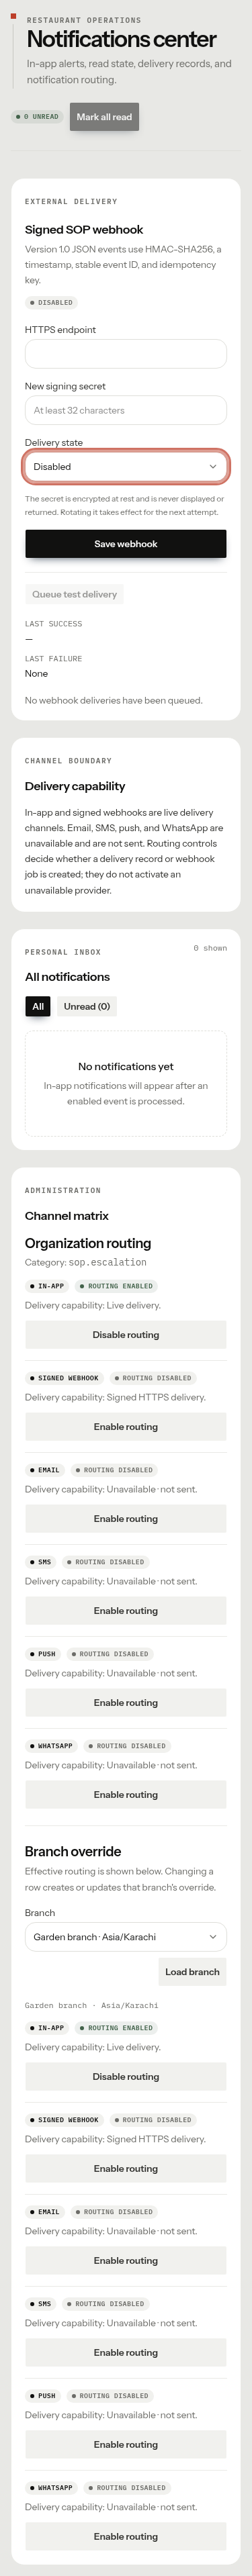 RESTAURANT OPERATIONS
Notifications center
In-app alerts, read state, delivery records, and
notification routing.
0 UNREAD
Mark all read
EXTERNAL DELIVERY
Signed SOP webhook
Version 1.0 JSON events use HMAC-SHA256, a
timestamp, stable event ID, and idempotency
key.
DISABLED
HTTPS endpoint
New signing secret
At least 32 characters
Delivery state
Disabled
The secret is encrypted at rest and is never displayed or
returned. Rotating it takes effect for the next attempt.
Save webhook
Queue test delivery
LAST SUCCESS
—
LAST FAILURE
None
No webhook deliveries have been queued.
CHANNEL BOUNDARY
Delivery capability
In-app and signed webhooks are live delivery
channels. Email, SMS, push, and WhatsApp are
unavailable and are not sent. Routing controls
decide whether a delivery record or webhook
job is created; they do not activate an
unavailable provider.
PERSONAL INBOX
0 shown
All notifications
All
Unread (0)
No notifications yet
In-app notifications will appear after an
enabled event is processed.
ADMINISTRATION
Channel matrix
Organization routing
Category: sop.escalation
IN-APP
ROUTING ENABLED
Delivery capability: Live delivery.
Disable routing
SIGNED WEBHOOK
ROUTING DISABLED
Delivery capability: Signed HTTPS delivery.
Enable routing
EMAIL
ROUTING DISABLED
Delivery capability: Unavailable · not sent.
Enable routing
SMS
ROUTING DISABLED
Delivery capability: Unavailable · not sent.
Enable routing
PUSH
ROUTING DISABLED
Delivery capability: Unavailable · not sent.
Enable routing
WHATSAPP
ROUTING DISABLED
Delivery capability: Unavailable · not sent.
Enable routing
Branch override
Effective routing is shown below. Changing a
row creates or updates that branch's override.
Branch
Garden branch · Asia/Karachi
Load branch
Garden branch · Asia/Karachi
IN-APP
ROUTING ENABLED
Delivery capability: Live delivery.
Disable routing
SIGNED WEBHOOK
ROUTING DISABLED
Delivery capability: Signed HTTPS delivery.
Enable routing
EMAIL
ROUTING DISABLED
Delivery capability: Unavailable · not sent.
Enable routing
SMS
ROUTING DISABLED
Delivery capability: Unavailable · not sent.
Enable routing
PUSH
ROUTING DISABLED
Delivery capability: Unavailable · not sent.
Enable routing
WHATSAPP
ROUTING DISABLED
Delivery capability: Unavailable · not sent.
Enable routing